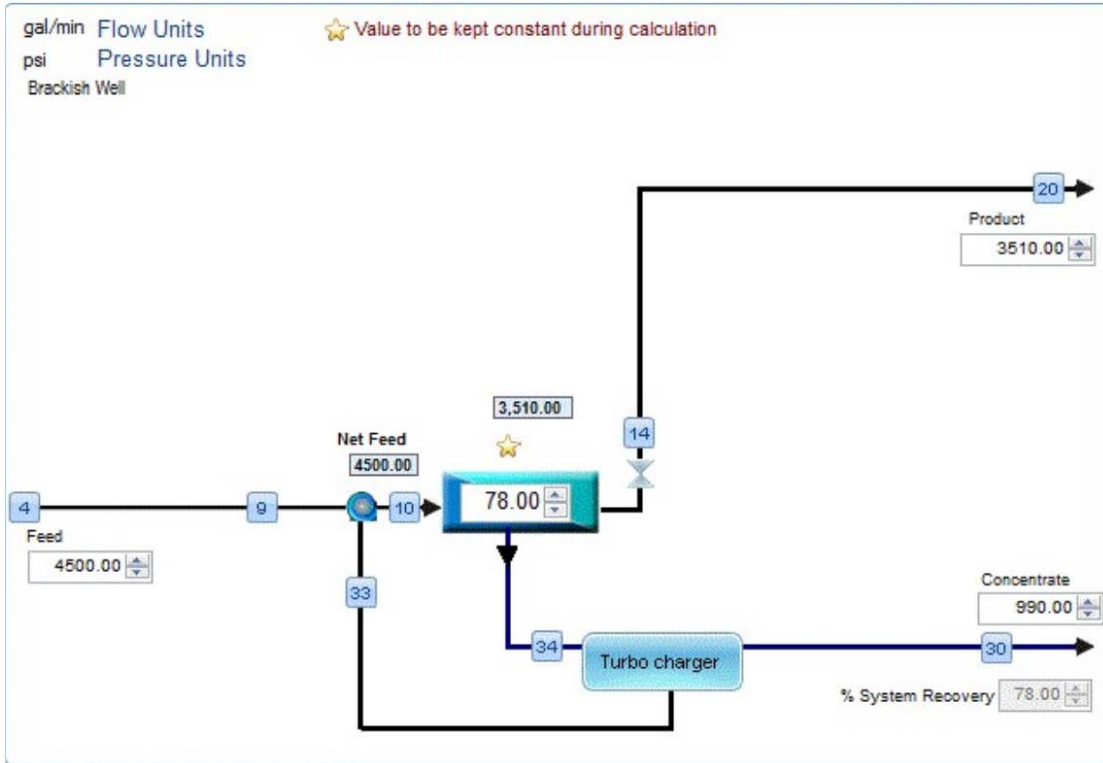 gal/min Flow Units
Value to be kept constant during calculation
psi Pressure Units
Brackish Well
20
Product
3510.00
3,510.00
14
Net Feed
4500.00
4
9
10
78.00
Feed
4500.00
33
Concentrate
990.00
34
Turbo charger
30
% System Recovery 78.00